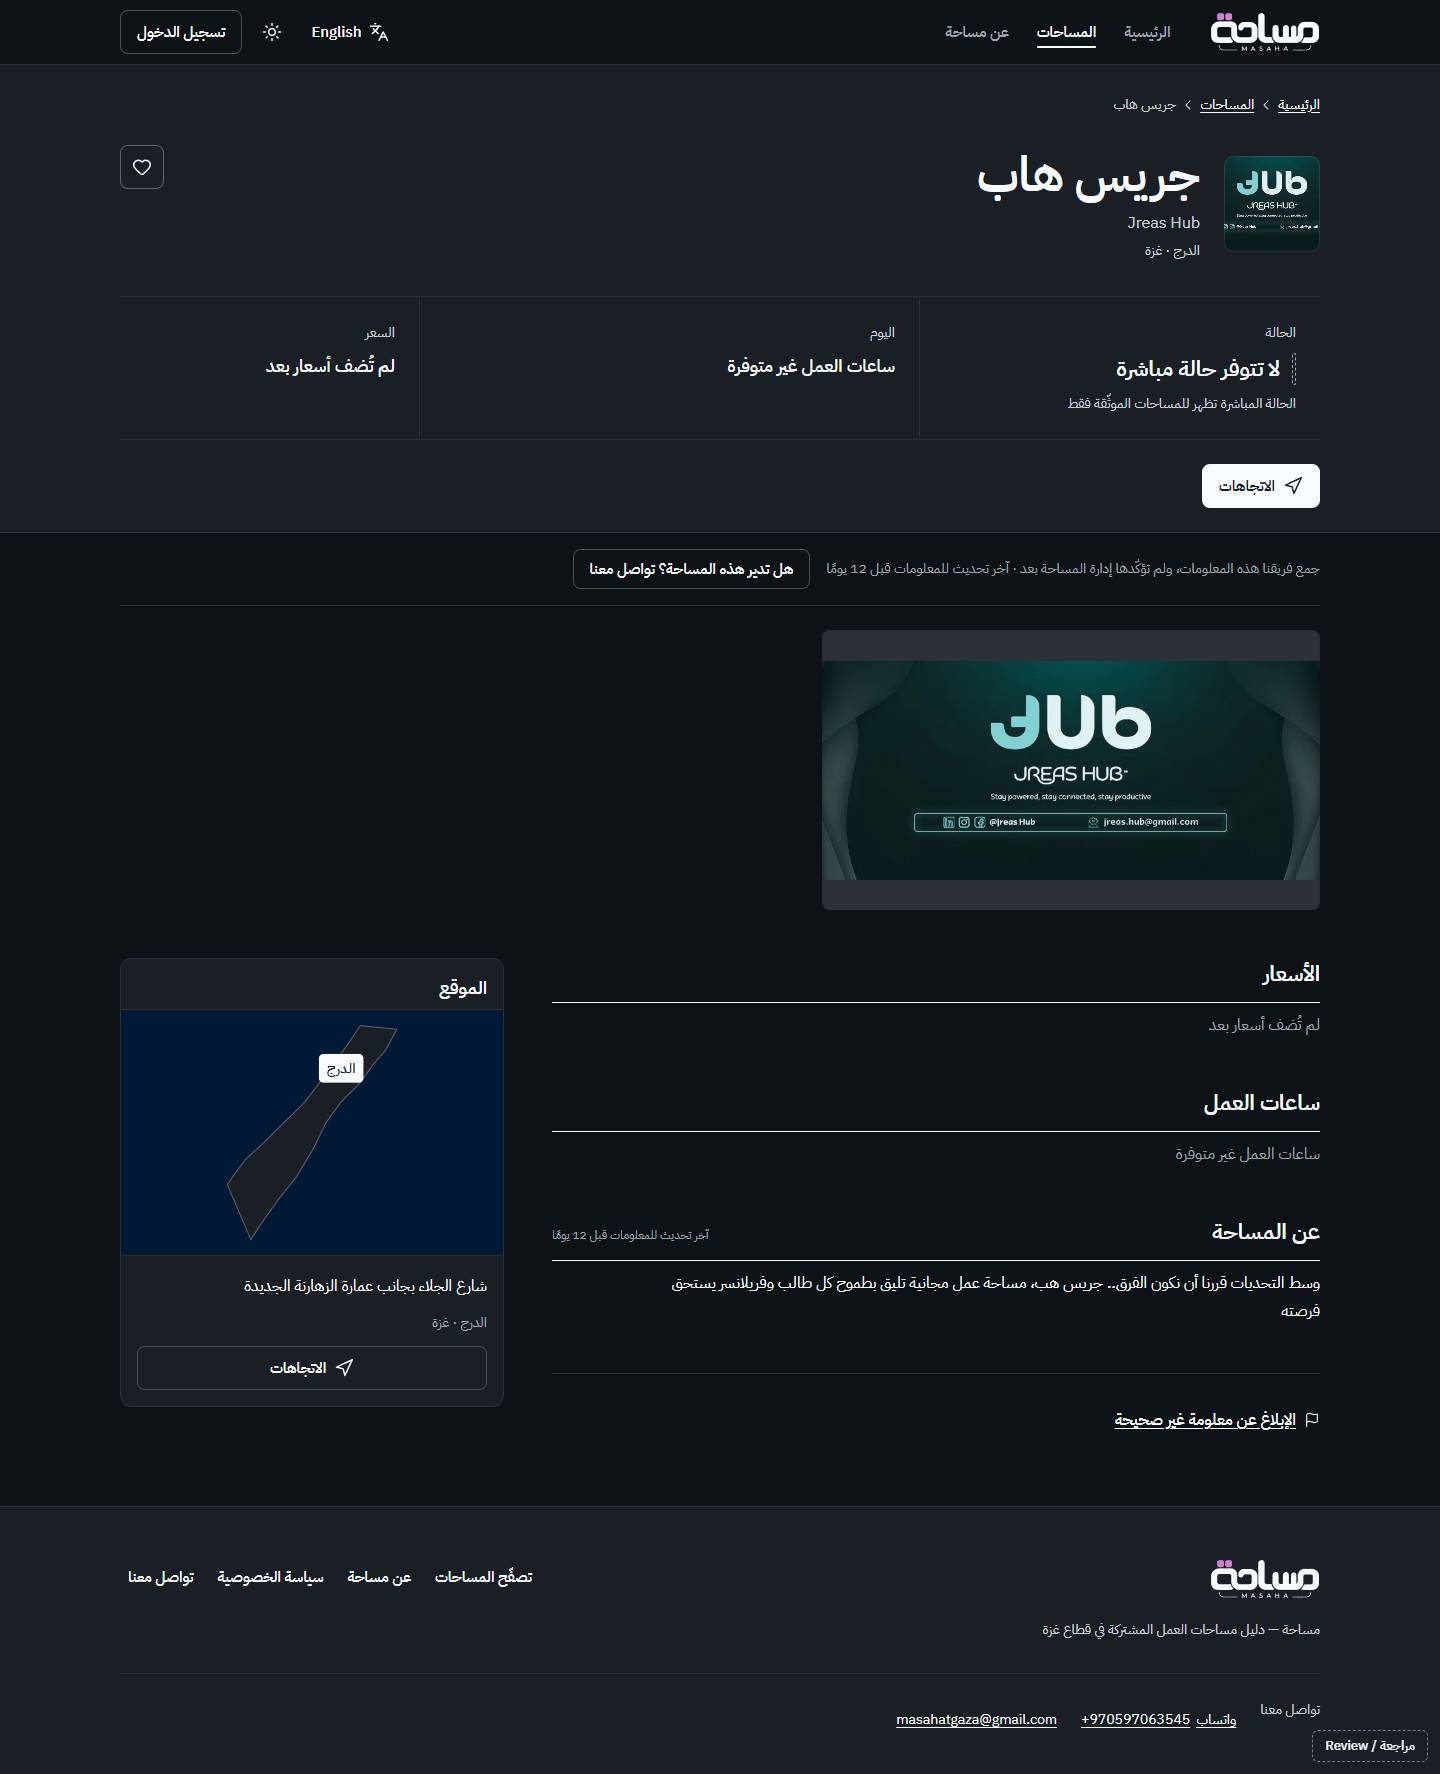 مساحة
MASAHA
الرئيسية
المساحات
عن مساحة
English
تسجيل الدخول
الرئيسية
المساحات
جريس هاب
Jub
JREAS HUB
جريس هاب
Jreas Hub
الدرج · غزة
الحالة
لا تتوفر حالة مباشرة
الحالة المباشرة تظهر للمساحات الموثّقة فقط
اليوم
ساعات العمل غير متوفرة
السعر
لم تُضف أسعار بعد
الاتجاهات
جمع فريقنا هذه المعلومات، ولم تؤكّدها إدارة المساحة بعد · آخر تحديث للمعلومات قبل 12 يومًا
هل تدير هذه المساحة؟ تواصل معنا
Jub
JREAS HUB
Stay powered, stay connected, stay productive
@Jreas Hub
jreas.hub@gmail.com
الأسعار
لم تُضف أسعار بعد
ساعات العمل
ساعات العمل غير متوفرة
عن المساحة
آخر تحديث للمعلومات قبل 12 يومًا
وسط التحديات قررنا أن نكون الفرق.. جريس هب، مساحة عمل مجانية تليق بطموح كل طالب وفريلانسر يستحق
فرصته
الإبلاغ عن معلومة غير صحيحة
الموقع
الدرج
شارع الجلاء بجانب عمارة الزهارنة الجديدة
الدرج · غزة
الاتجاهات
مساحة
MASAHA
مساحة — دليل مساحات العمل المشتركة في قطاع غزة
تصفّح المساحات
عن مساحة
سياسة الخصوصية
تواصل معنا
تواصل معنا
واتساب +970597063545
masahatgaza@gmail.com
مراجعة / Review